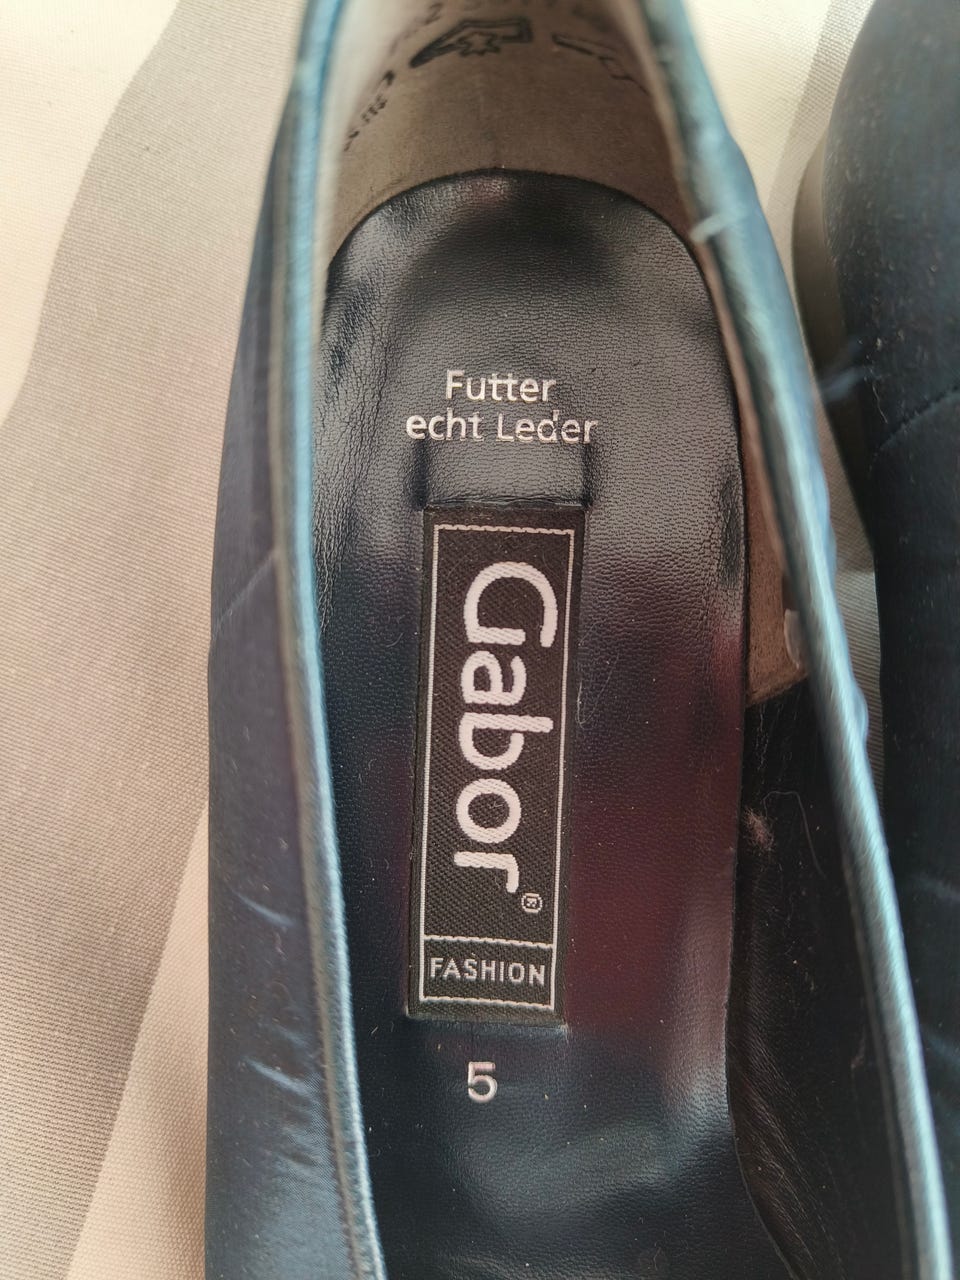 Futter
echt Leder
Gabor®
FASHION
5